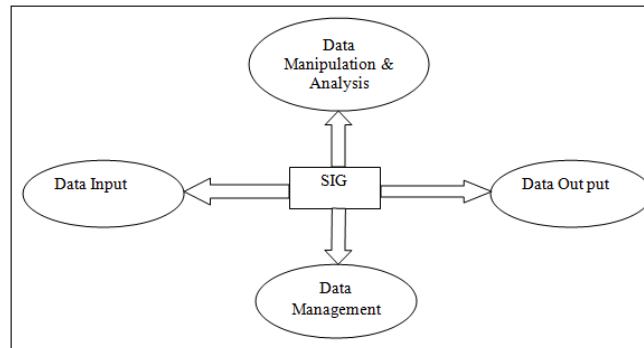 Data
Manipulation &
Analysis
Data Input
SIG
Data Out put
Data
Management